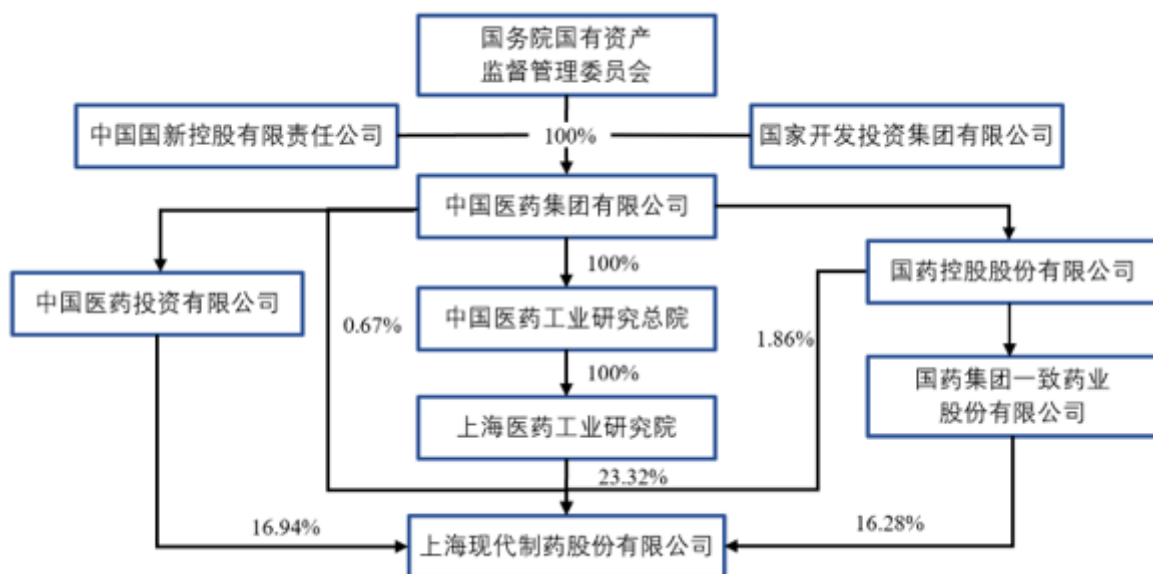 国务院国有资产
监督管理委员会
中国国新控股有限责任公司
100%
国家开发投资集团有限公司
中国医药集团有限公司
100%
国药控股股份有限公司
中国医药投资有限公司
0.67%
中国医药工业研究总院
1.86%
100%
国药集团一致药业
股份有限公司
上海医药工业研究院
23.32%
16.94%
16.28%
上海现代制药股份有限公司